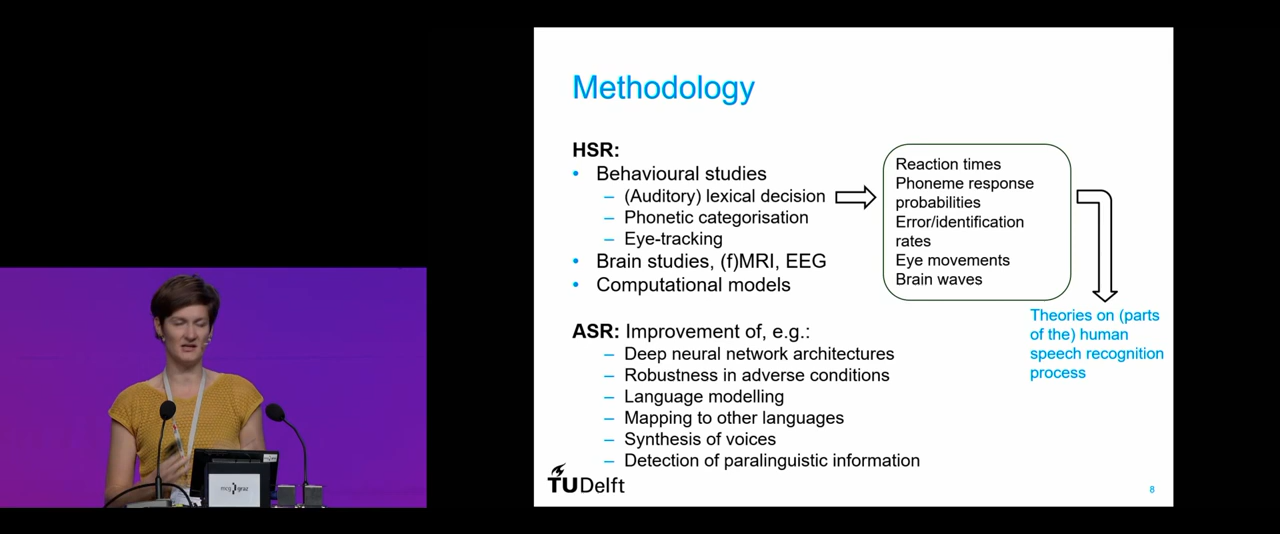 Methodology
HSR:
• Behavioural studies
– (Auditory) lexical decision
– Phonetic categorisation
– Eye-tracking
• Brain studies, (f)MRI, EEG
• Computational models
Reaction times
Phoneme response
probabilities
Error/identification
rates
Eye movements
Brain waves
Theories on (parts
of the) human
speech recognition
process
ASR: Improvement of, e.g.:
– Deep neural network architectures
– Robustness in adverse conditions
– Language modelling
– Mapping to other languages
– Synthesis of voices
– Detection of paralinguistic information
TUDelft
8
mcg graz